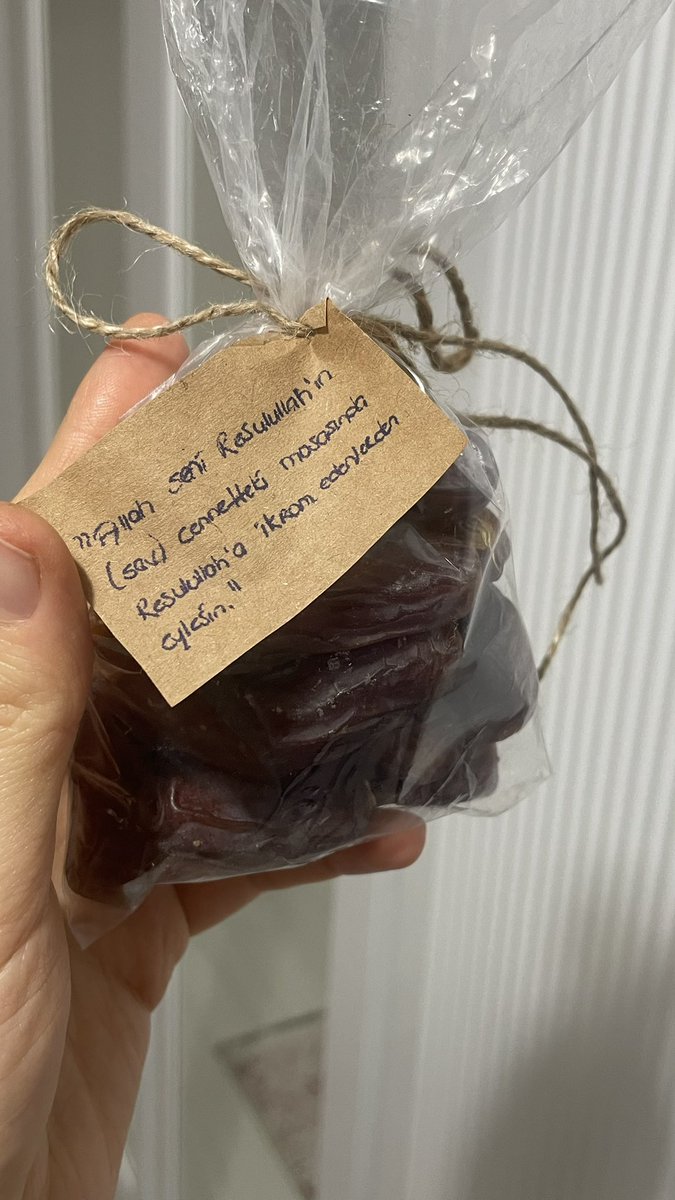 "Allah seni Resulullah'ın
(sav) cennetteki masasında
Resulullah'a ikram edenlerden
eylesin."